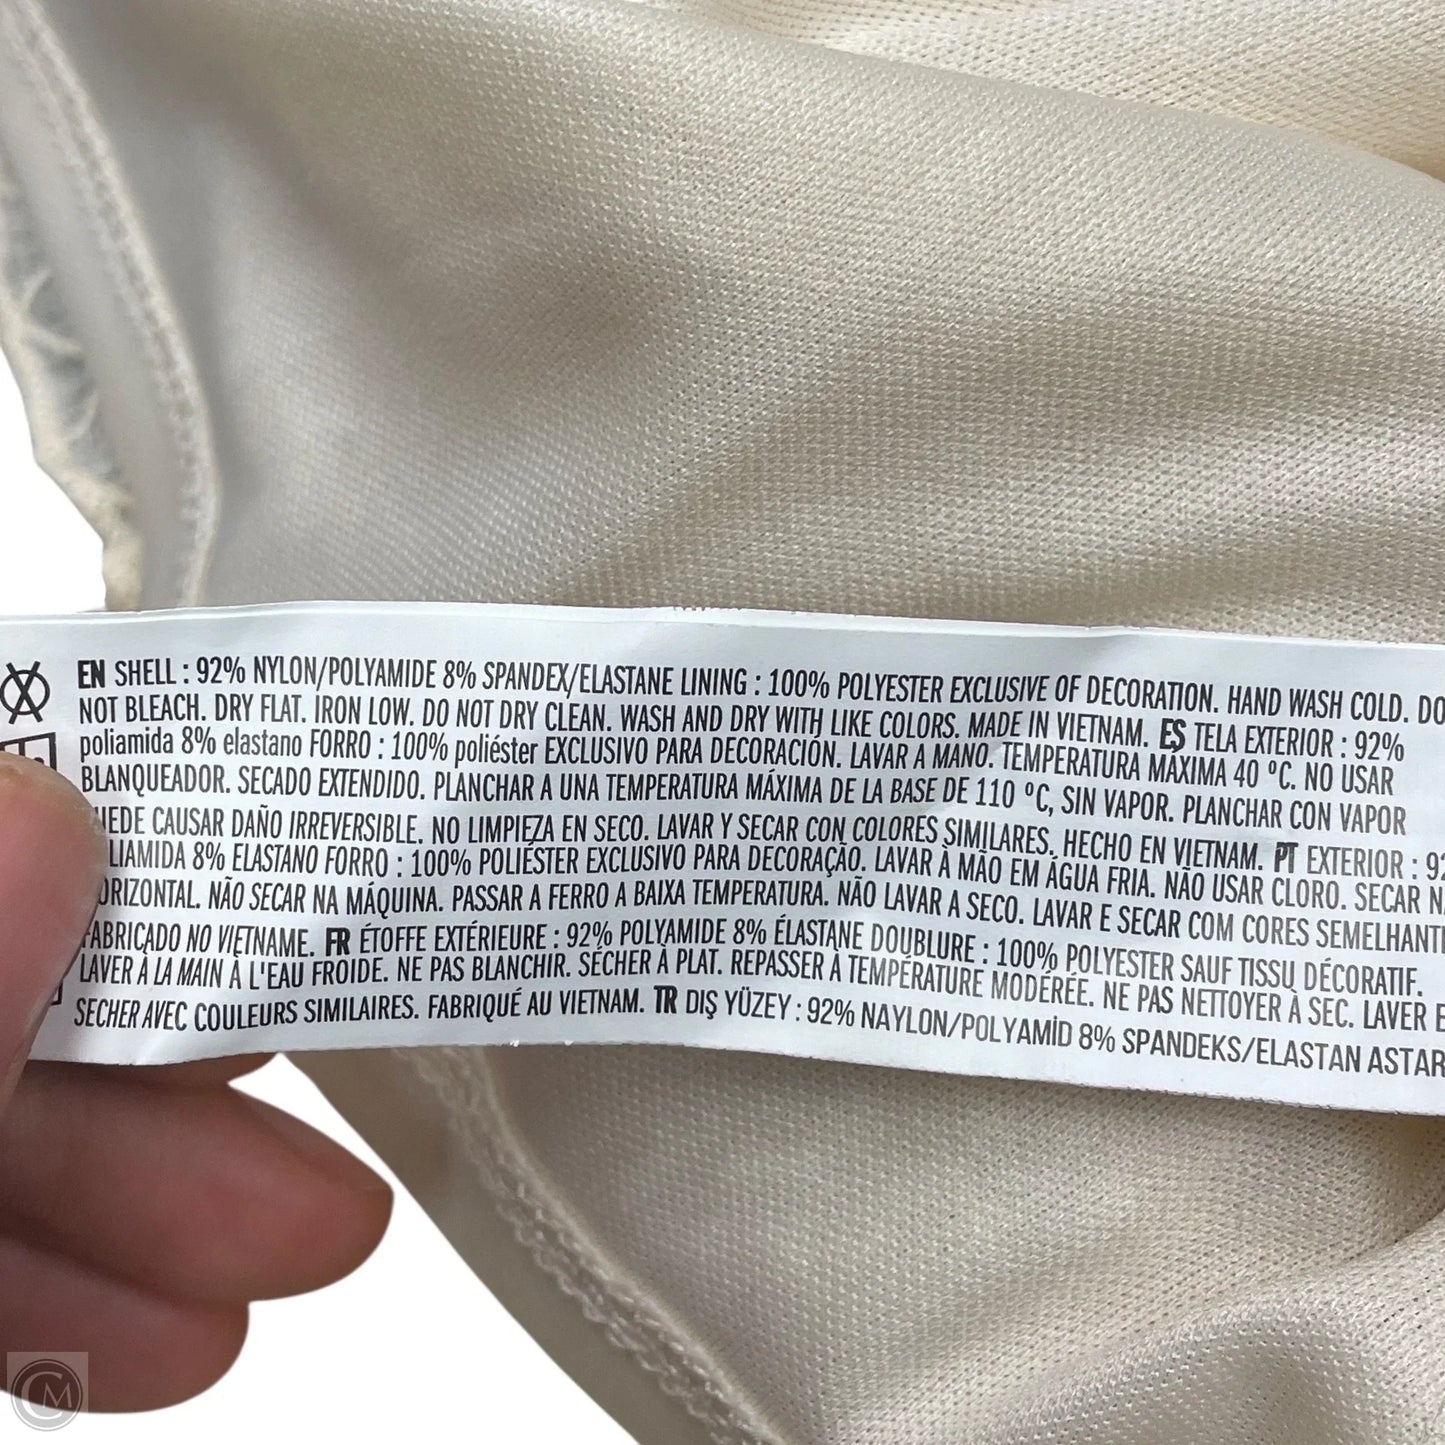 EN SHELL : 92% NYLON/POLYAMIDE 8% SPANDEX/ELASTANE LINING : 100% POLYESTER EXCLUSIVE OF DECORATION. HAND WASH COLD. DO
NOT BLEACH. DRY FLAT. IRON LOW. DO NOT DRY CLEAN. WASH AND DRY WITH LIKE COLORS. MADE IN VIETNAM. ES TELA EXTERIOR : 92%
poliamida 8% elastano FORRO : 100% poliéster EXCLUSIVO PARA DECORACIÓN. LAVAR A MANO. TEMPERATURA MÁXIMA 40 ºC. NO USAR
BLANQUEADOR. SECADO EXTENDIDO. PLANCHAR A UNA TEMPERATURA MÁXIMA DE LA BASE DE 110 ºC, SIN VAPOR. PLANCHAR CON VAPOR
CAUSAR DAÑO IRREVERSIBLE. NO LIMPIEZA EN SECO. LAVAR Y SECAR CON COLORES SIMILARES. HECHO EN VIETNAM. PT EXTERIOR :
8% ELASTANO FORRO : 100% POLIÉSTER EXCLUSIVO PARA DECORAÇÃO. LAVAR À MÃO EM ÁGUA FRIA. NÃO USAR CLORO. SECAR
NÃO SECAR NA MÁQUINA. PASSAR A FERRO A BAIXA TEMPERATURA. NÃO LAVAR A SECO. LAVAR E SECAR COM CORES
FABRICADO NO VIETNAME. FR ÉTOFFE EXTÉRIEURE : 92% POLYAMIDE 8% ÉLASTANE DOUBLURE : 100% POLYESTER SAUF TISSU DÉCORATIF.
LAVER À LA MAIN À L'EAU FROIDE. NE PAS BLANCHIR. SÉCHER À PLAT. REPASSER À TEMPÉRATURE MODÉRÉE. NE PAS NETTOYER À SEC. LAVER
SECHER AVEC COULEURS SIMILAIRES. FABRIQUÉ AU VIETNAM. TR DIŞ YÜZEY : 92% NAYLON/POLYAMİD 8% SPANDEKS/ELASTAN ASTAR
CM